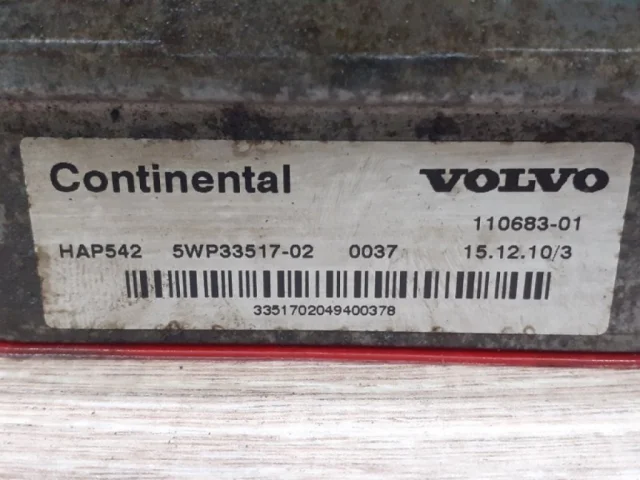 Continental VOLVO
110683-01
HAP542 5WP33517-02 0037 15.12.10/3
3351702049400378